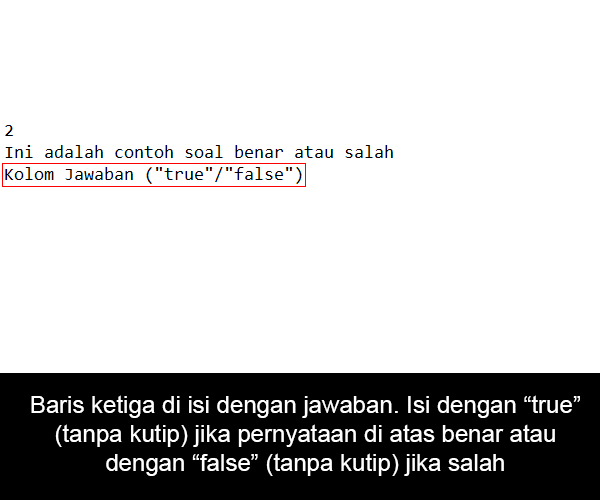 2
Ini adalah contoh soal benar atau salah
Kolom Jawaban ("true"/"false")
Baris ketiga di isi dengan jawaban. Isi dengan “true”
(tanpa kutip) jika pernyataan di atas benar atau
dengan “false” (tanpa kutip) jika salah